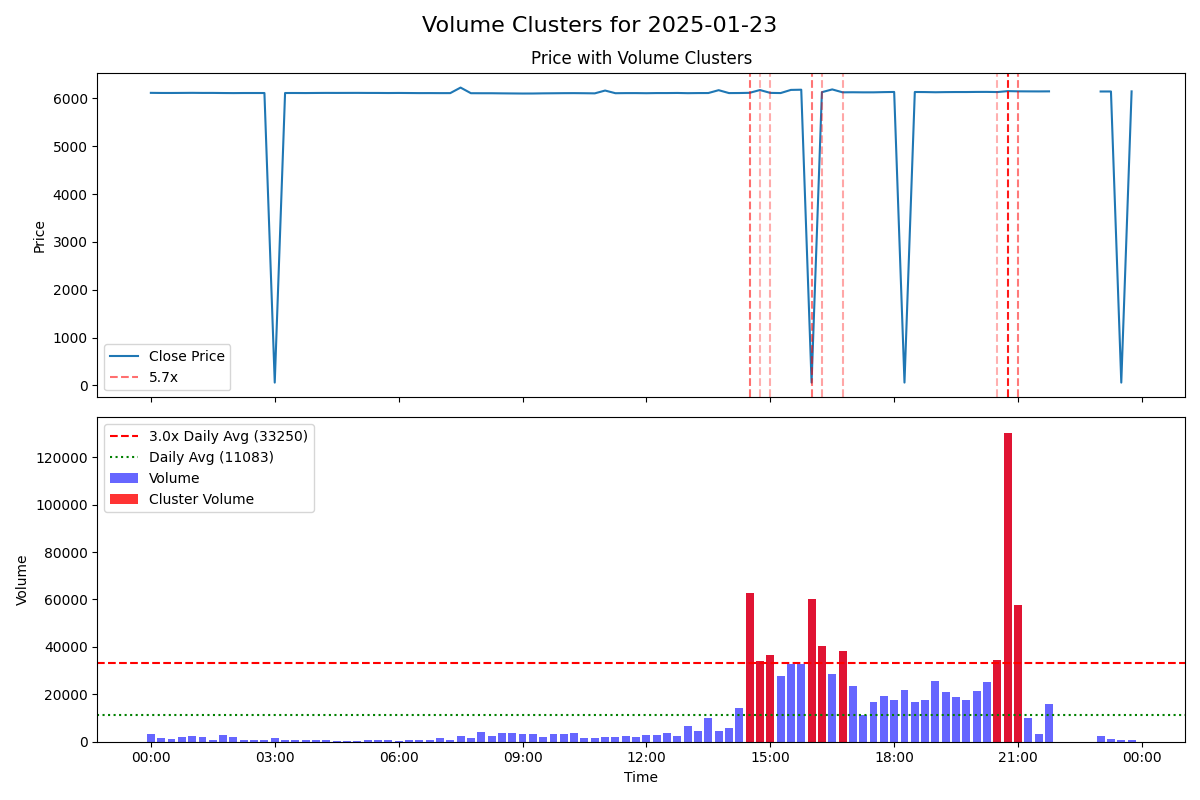 Volume Clusters for 2025-01-23
Price with Volume Clusters
6000
5000
4000
3000
2000
1000
0
Price
Close Price
5.7x
3.0x Daily Avg (33250)
Daily Avg (11083)
Volume
Cluster Volume
120000
100000
80000
60000
40000
20000
0
Volume
00:00 03:00 06:00 09:00 12:00 15:00 18:00 21:00 00:00
Time